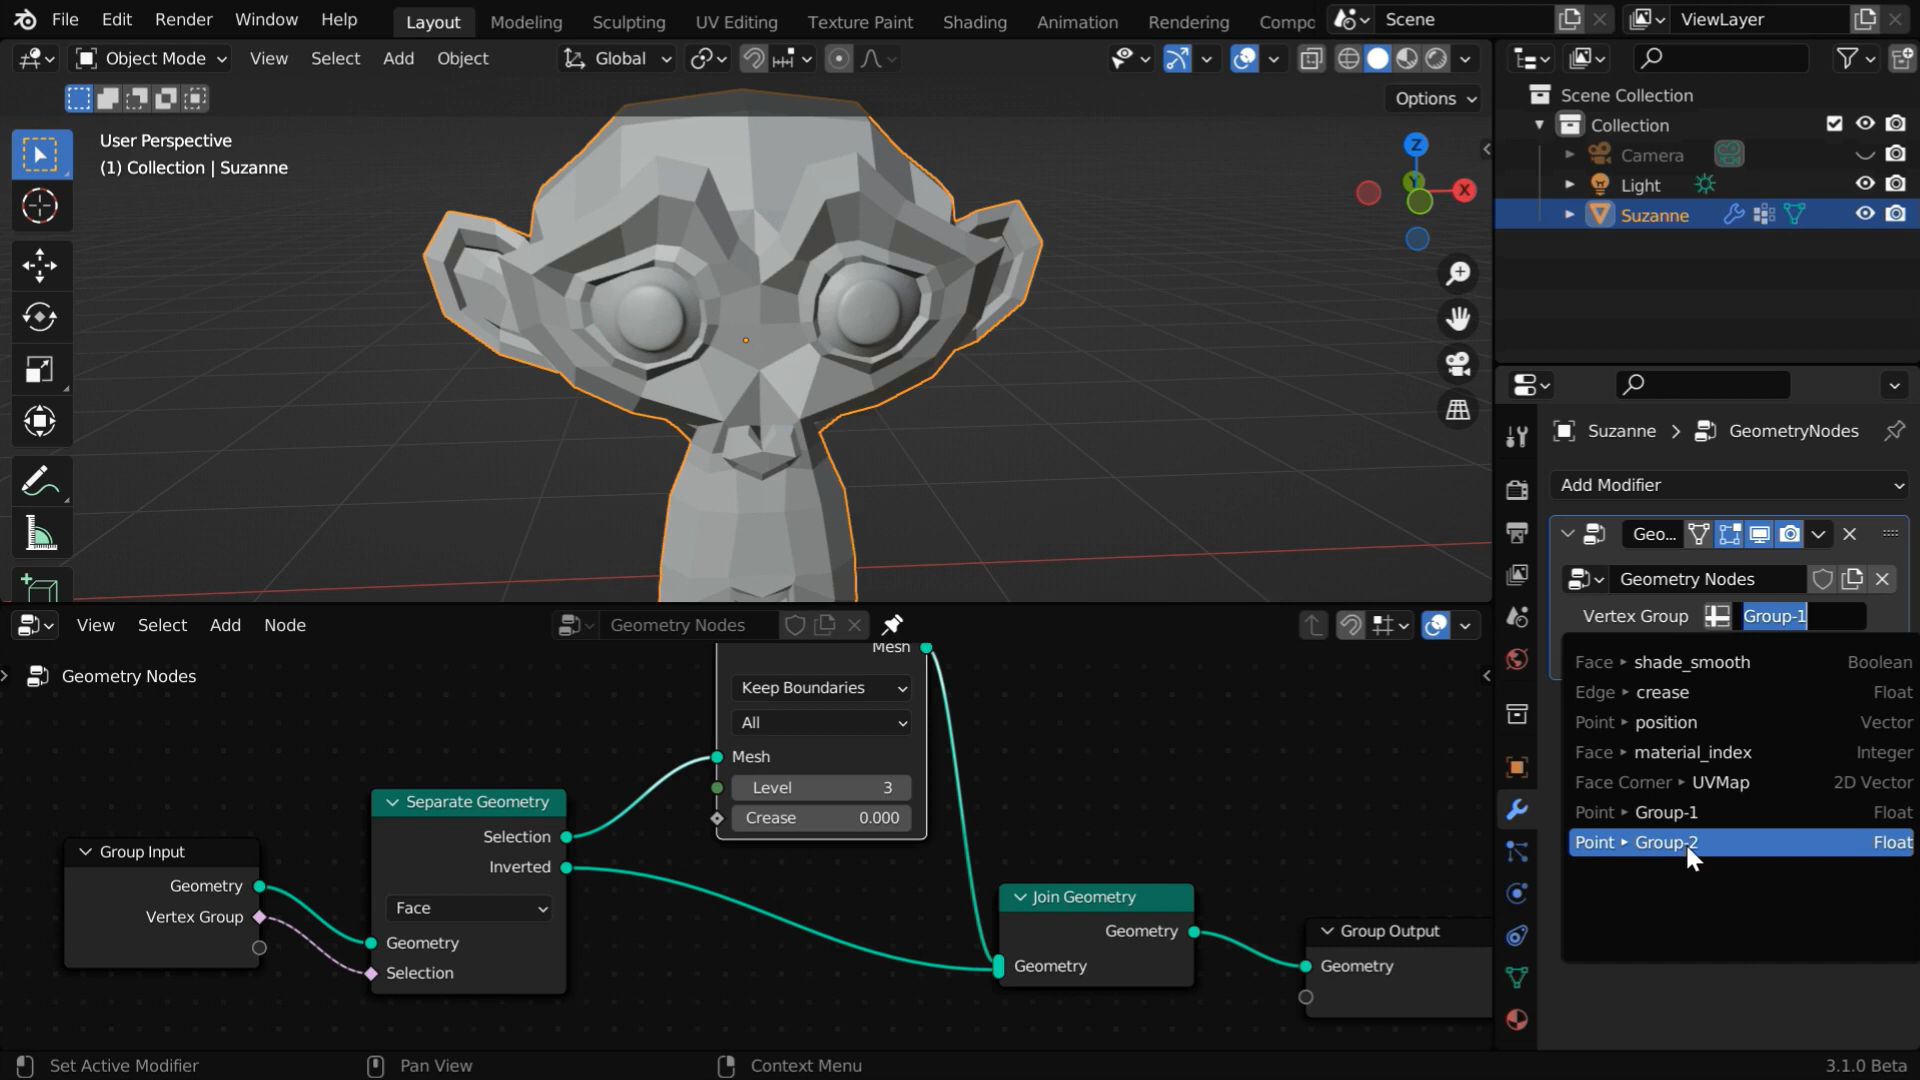 File Edit Render Window Help Layout Modeling Sculpting UV Editing Texture Paint Shading Animation Rendering Compo Scene ViewLayer
Object Mode View Select Add Object Global
Options
User Perspective
(1) Collection | Suzanne
Z
Y
X
Scene Collection
Collection
Camera
Light
Suzanne
Suzanne > GeometryNodes
Add Modifier
Geo...
Geometry Nodes
Vertex Group Group-1
Face ▸ shade_smooth Boolean
Edge ▸ crease Float
Point ▸ position Vector
Face ▸ material_index Integer
Face Corner ▸ UVMap 2D Vector
Point ▸ Group-1 Float
Point ▸ Group-2 Float
View Select Add Node Geometry Nodes
Geometry Nodes
Mesh
Keep Boundaries
All
Mesh
Level 3
Crease 0.000
Separate Geometry
Selection
Inverted
Face
Geometry
Selection
Group Input
Geometry
Vertex Group
Join Geometry
Geometry
Geometry
Group Output
Geometry
Set Active Modifier Pan View Context Menu 3.1.0 Beta